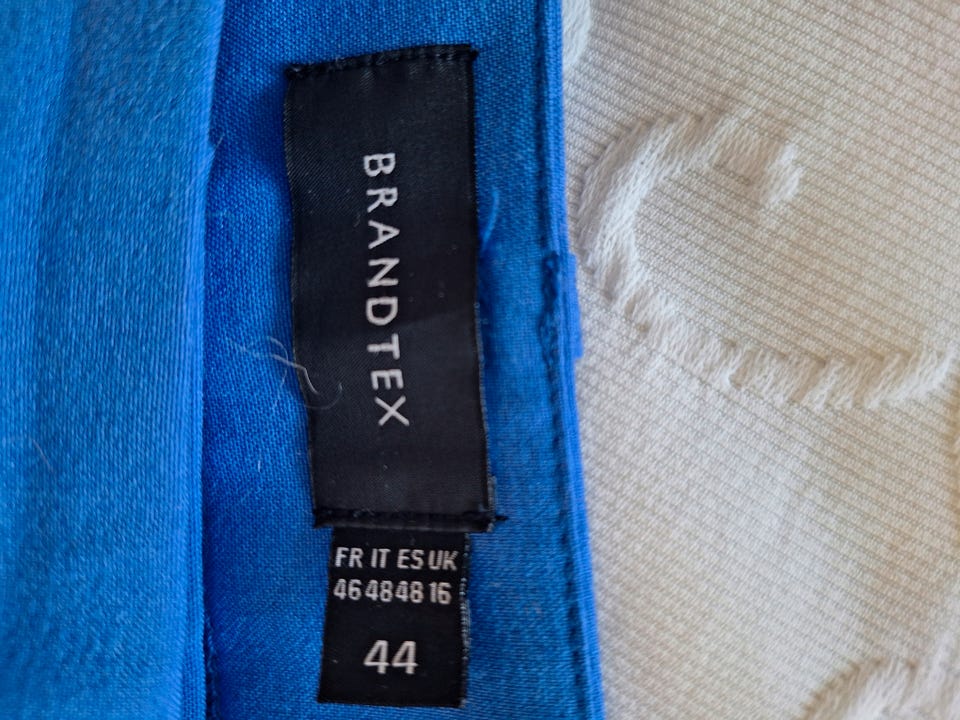 BRANDTEX
FR IT ES UK
46 48 48 16
44